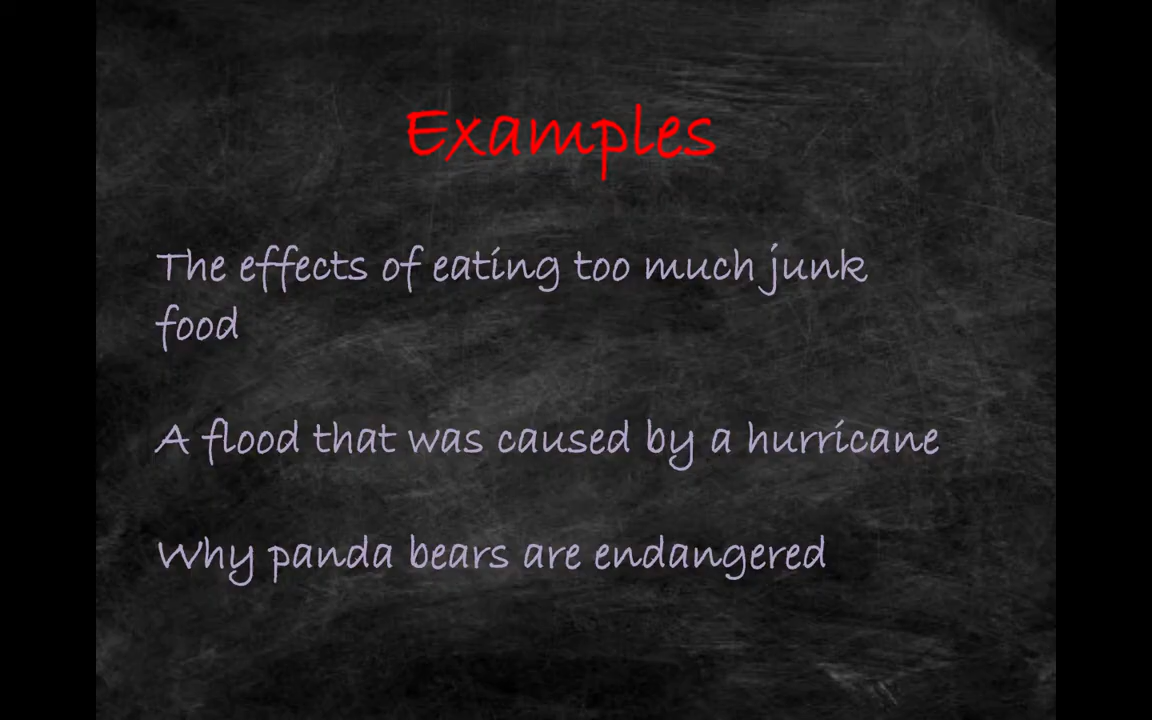 Examples
The effects of eating too much junk
food
A flood that was caused by a hurricane
Why panda bears are endangered